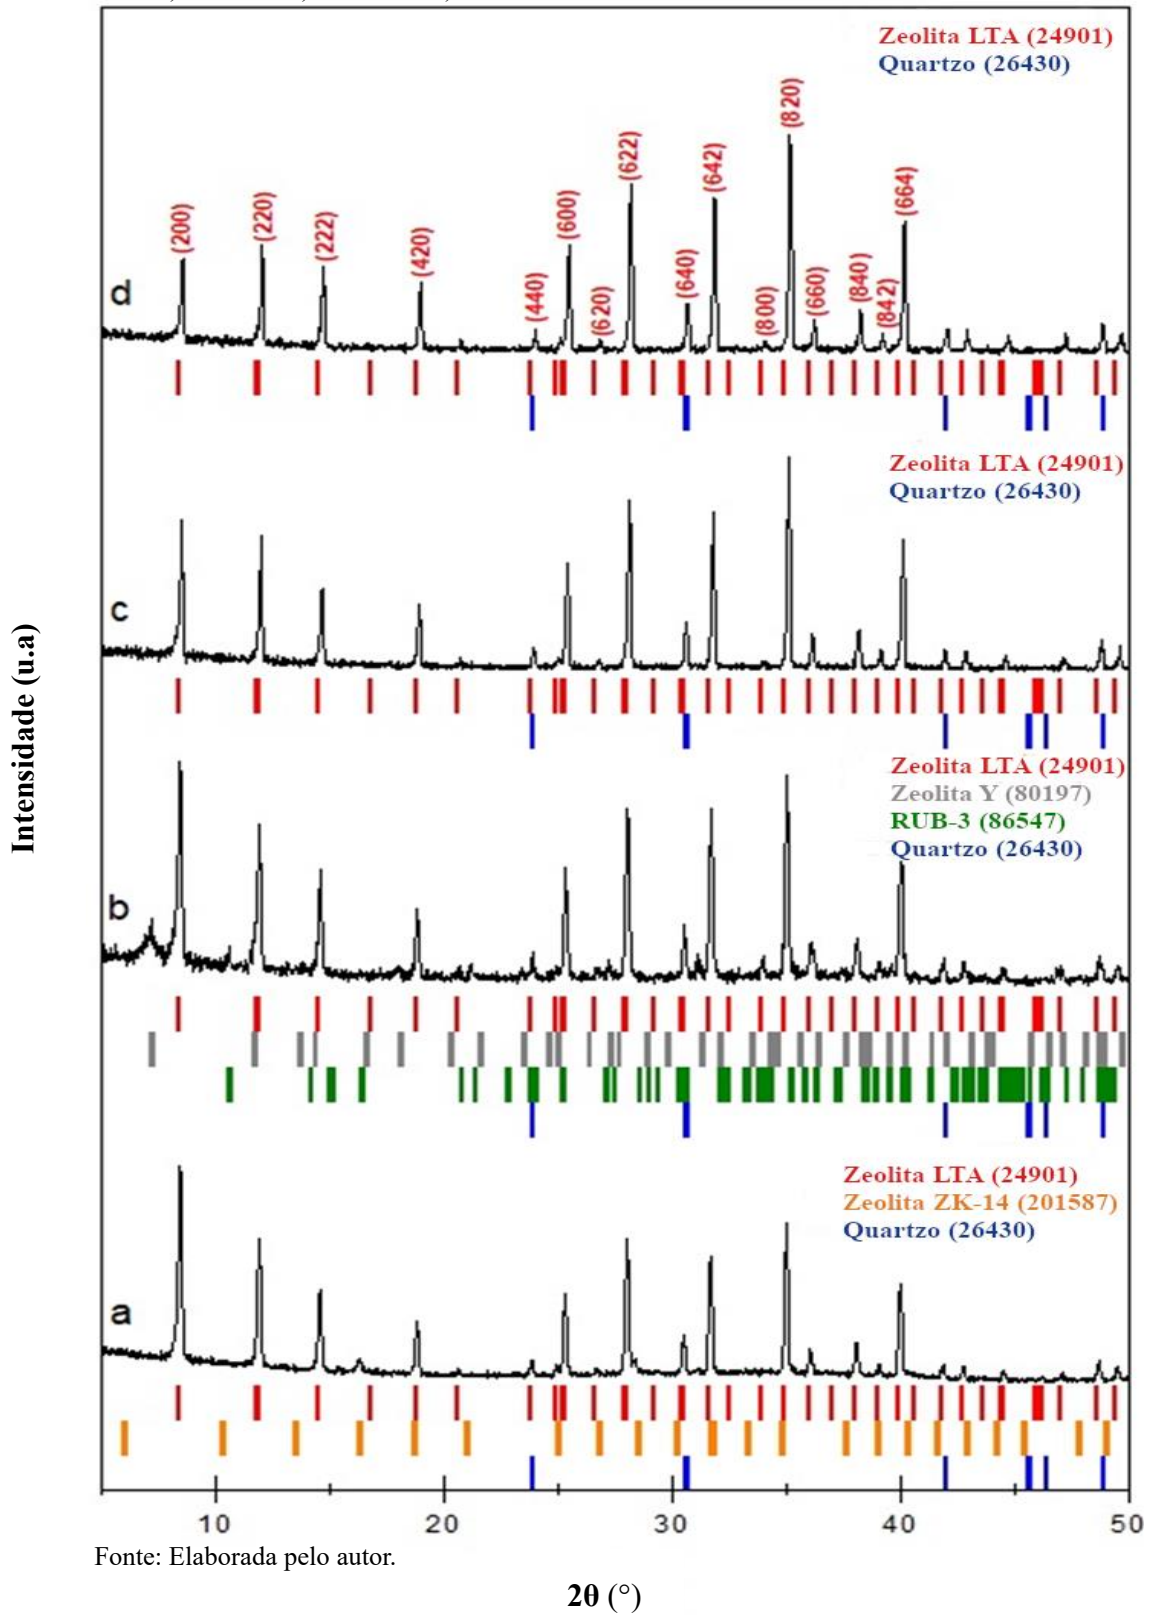 Zeolita LTA (24901)
Quartzo (26430)
(200)
(220)
(222)
(420)
(440)
(600)
(620)
(622)
(640)
(642)
(800)
(820)
(660)
(840)
(842)
(664)
d
Zeolita LTA (24901)
Quartzo (26430)
c
Zeolita LTA (24901)
Zeolita Y (80197)
RUB-3 (86547)
Quartzo (26430)
b
Zeolita LTA (24901)
Zeolita ZK-14 (201587)
Quartzo (26430)
a
Intensidade (u.a)
10 20 30 40 50
Fonte: Elaborada pelo autor.
2θ (°)